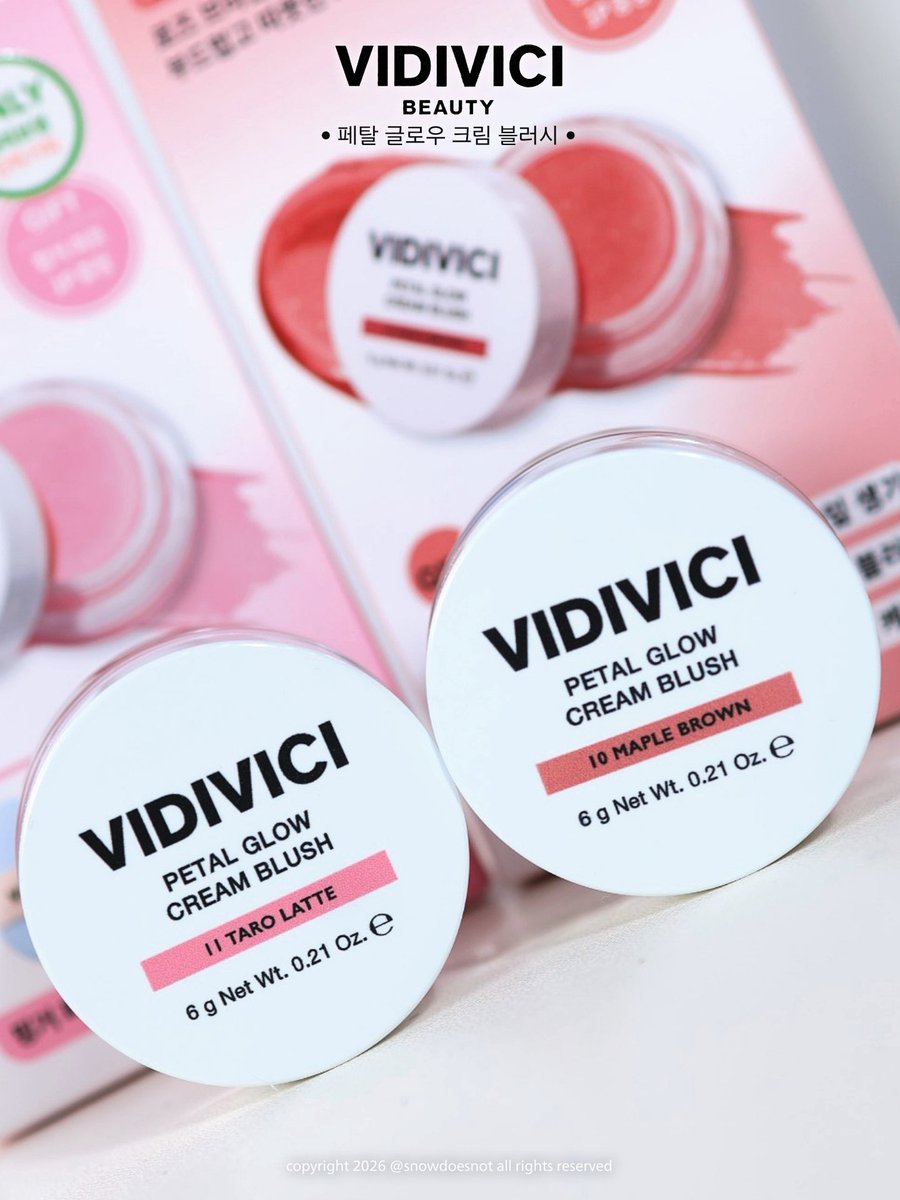 VIDIVICI
BEAUTY
• 페탈 글로우 크림 블러시 •
VIDIVICI
PETAL GLOW
CREAM BLUSH
VIDIVICI
PETAL GLOW
CREAM BLUSH
10 MAPLE BROWN
6 g Net Wt. 0.21 Oz. ℮
VIDIVICI
PETAL GLOW
CREAM BLUSH
11 TARO LATTE
6 g Net Wt. 0.21 Oz. ℮
copyright 2026 @snowdoesnot all rights reserved